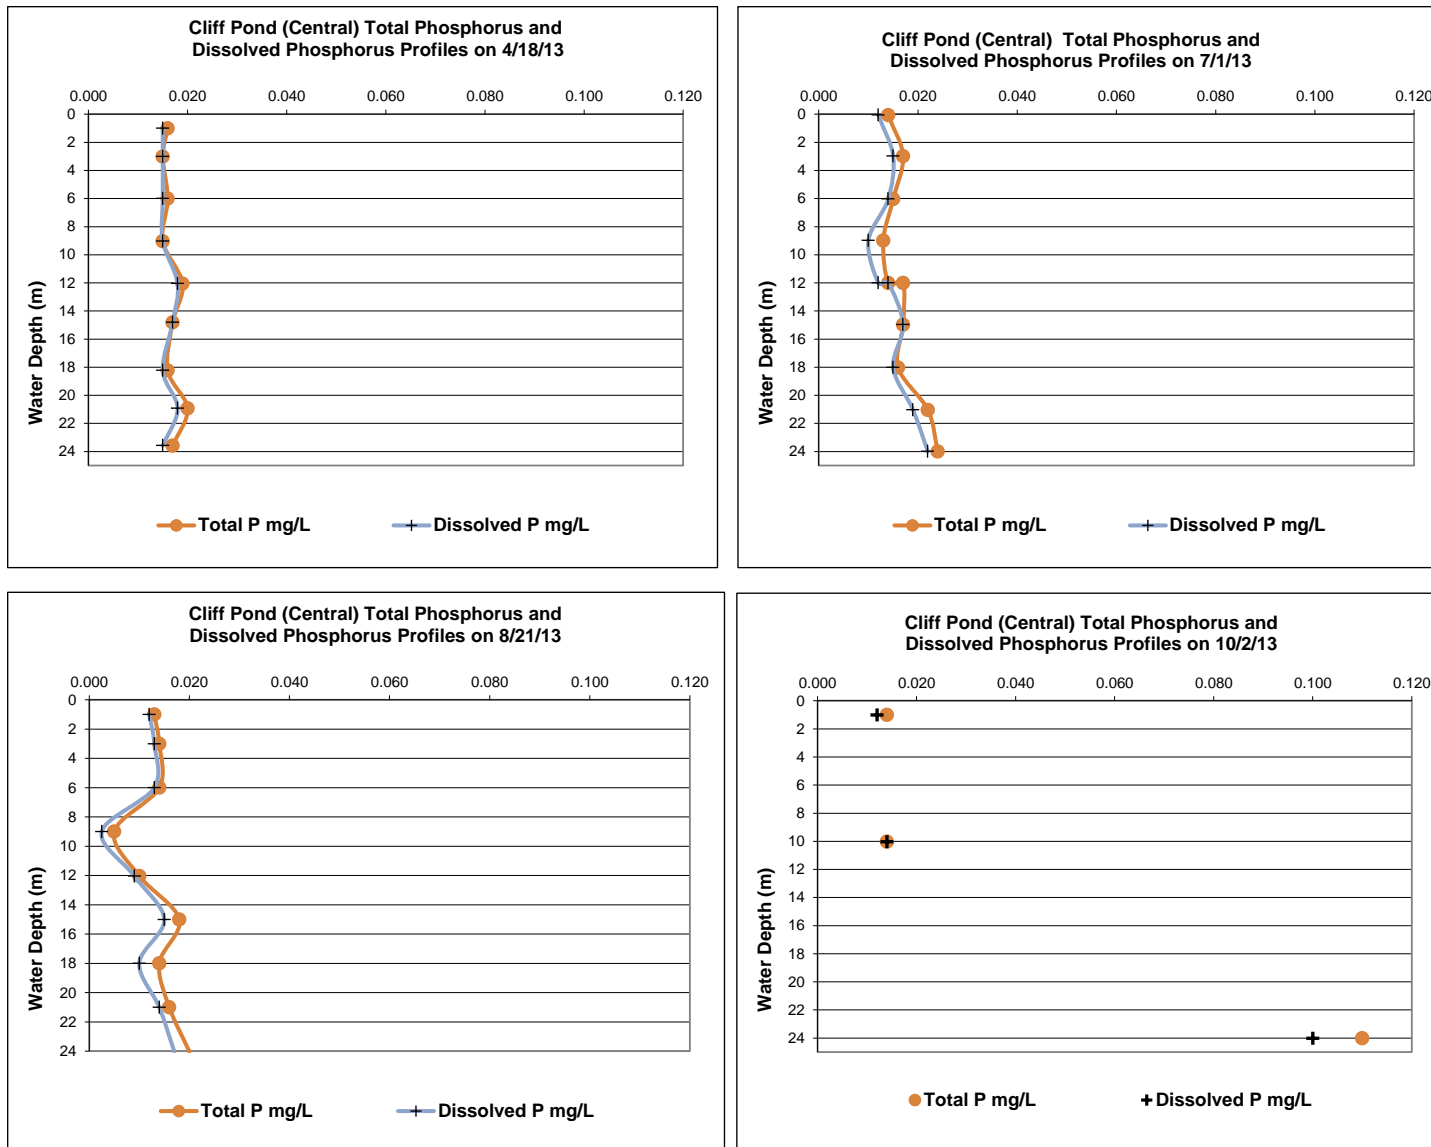 Cliff Pond (Central) Total Phosphorus and
Dissolved Phosphorus Profiles on 4/18/13
0.000 0.020 0.040 0.060 0.080 0.100 0.120
0
2
4
6
8
10
12
14
16
18
20
22
24
Water Depth (m)
Total P mg/L Dissolved P mg/L
Cliff Pond (Central) Total Phosphorus and
Dissolved Phosphorus Profiles on 7/1/13
0.000 0.020 0.040 0.060 0.080 0.100 0.120
0
2
4
6
8
10
12
14
16
18
20
22
24
Water Depth (m)
Total P mg/L Dissolved P mg/L
Cliff Pond (Central) Total Phosphorus and
Dissolved Phosphorus Profiles on 8/21/13
0.000 0.020 0.040 0.060 0.080 0.100 0.120
0
2
4
6
8
10
12
14
16
18
20
22
24
Water Depth (m)
Total P mg/L Dissolved P mg/L
Cliff Pond (Central) Total Phosphorus and
Dissolved Phosphorus Profiles on 10/2/13
0.000 0.020 0.040 0.060 0.080 0.100 0.120
0
2
4
6
8
10
12
14
16
18
20
22
24
Water Depth (m)
Total P mg/L Dissolved P mg/L